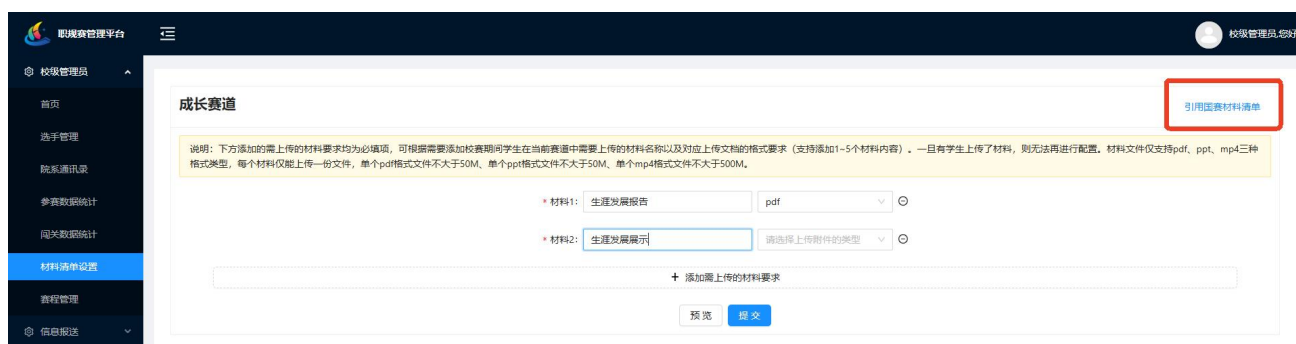 职规赛管理平台
校级管理员,您好
校级管理员
首页
选手管理
院系通讯录
参赛数据统计
闯关数据统计
材料清单设置
赛程管理
信息报送
成长赛道
引用国赛材料清单
说明：下方添加的需上传的材料要求均为必填项，可根据需要添加校赛期间学生在当前赛道中需要上传的材料名称以及对应上传文档的格式要求（支持添加1~5个材料内容）。一旦有学生上传了材料，则无法再进行配置。材料文件仅支持pdf、ppt、mp4三种
格式类型，每个材料仅能上传一份文件，单个pdf格式文件不大于50M、单个ppt格式文件不大于50M、单个mp4格式文件不大于500M。
* 材料1: 生涯发展报告 pdf
* 材料2: 生涯发展展示 请选择上传附件的类型
+ 添加需上传的材料要求
预览 提交